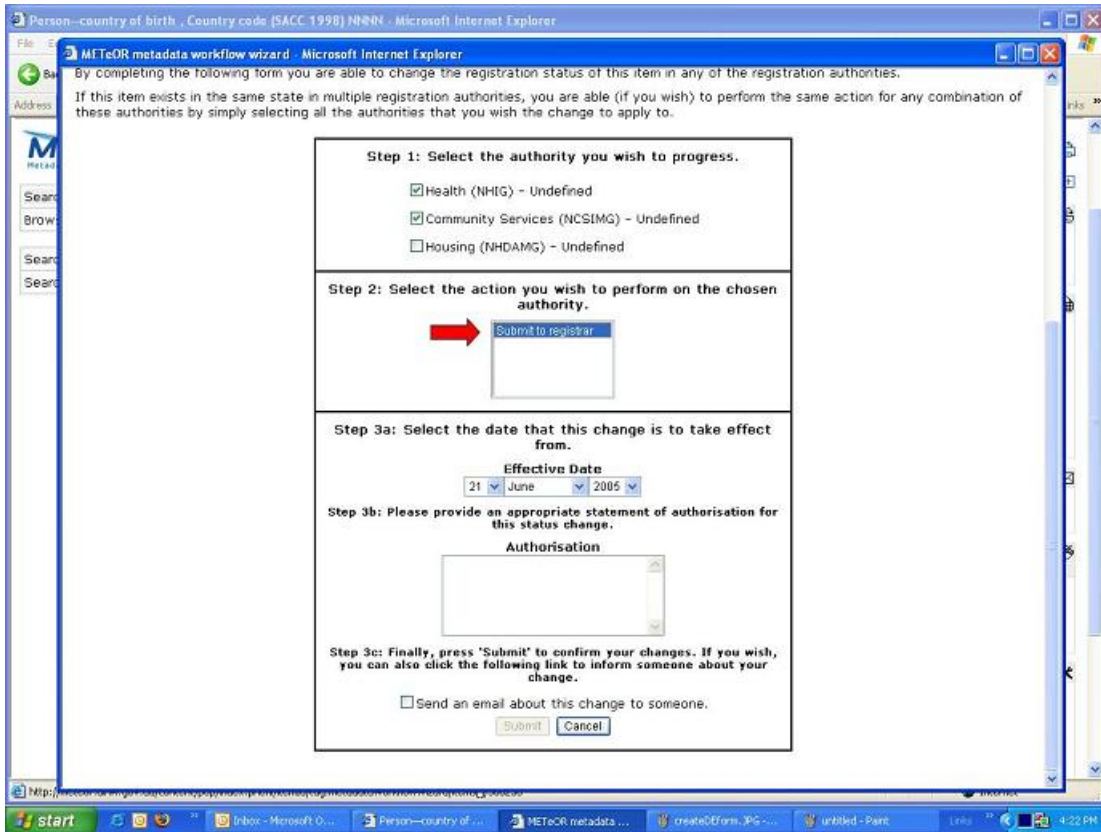 Person—country of birth , Country code (SACC 1998) NNNN - Microsoft Internet Explorer
File
METeOR metadata workflow wizard - Microsoft Internet Explorer
By completing the following form you are able to change the registration status of this item in any of the registration authorities.
Address
If this item exists in the same state in multiple registration authorities, you are able (if you wish) to perform the same action for any combination of
these authorities by simply selecting all the authorities that you wish the change to apply to.
Step 1: Select the authority you wish to progress.
Health (NHIG) - Undefined
Community Services (NCSIMG) - Undefined
Housing (NHDAMG) - Undefined
Step 2: Select the action you wish to perform on the chosen
authority.
Submit to registrar
Step 3a: Select the date that this change is to take effect
from.
Effective Date
21 June 2005
Step 3b: Please provide an appropriate statement of authorisation for
this status change.
Authorisation
Step 3c: Finally, press 'Submit' to confirm your changes. If you wish,
you can also click the following link to inform someone about your
change.
Send an email about this change to someone.
Submit Cancel
start Inbox - Microsoft O... Person—country of ... METeOR metadata ... createDEform.JPG -... untitled - Paint Links 4:22 PM